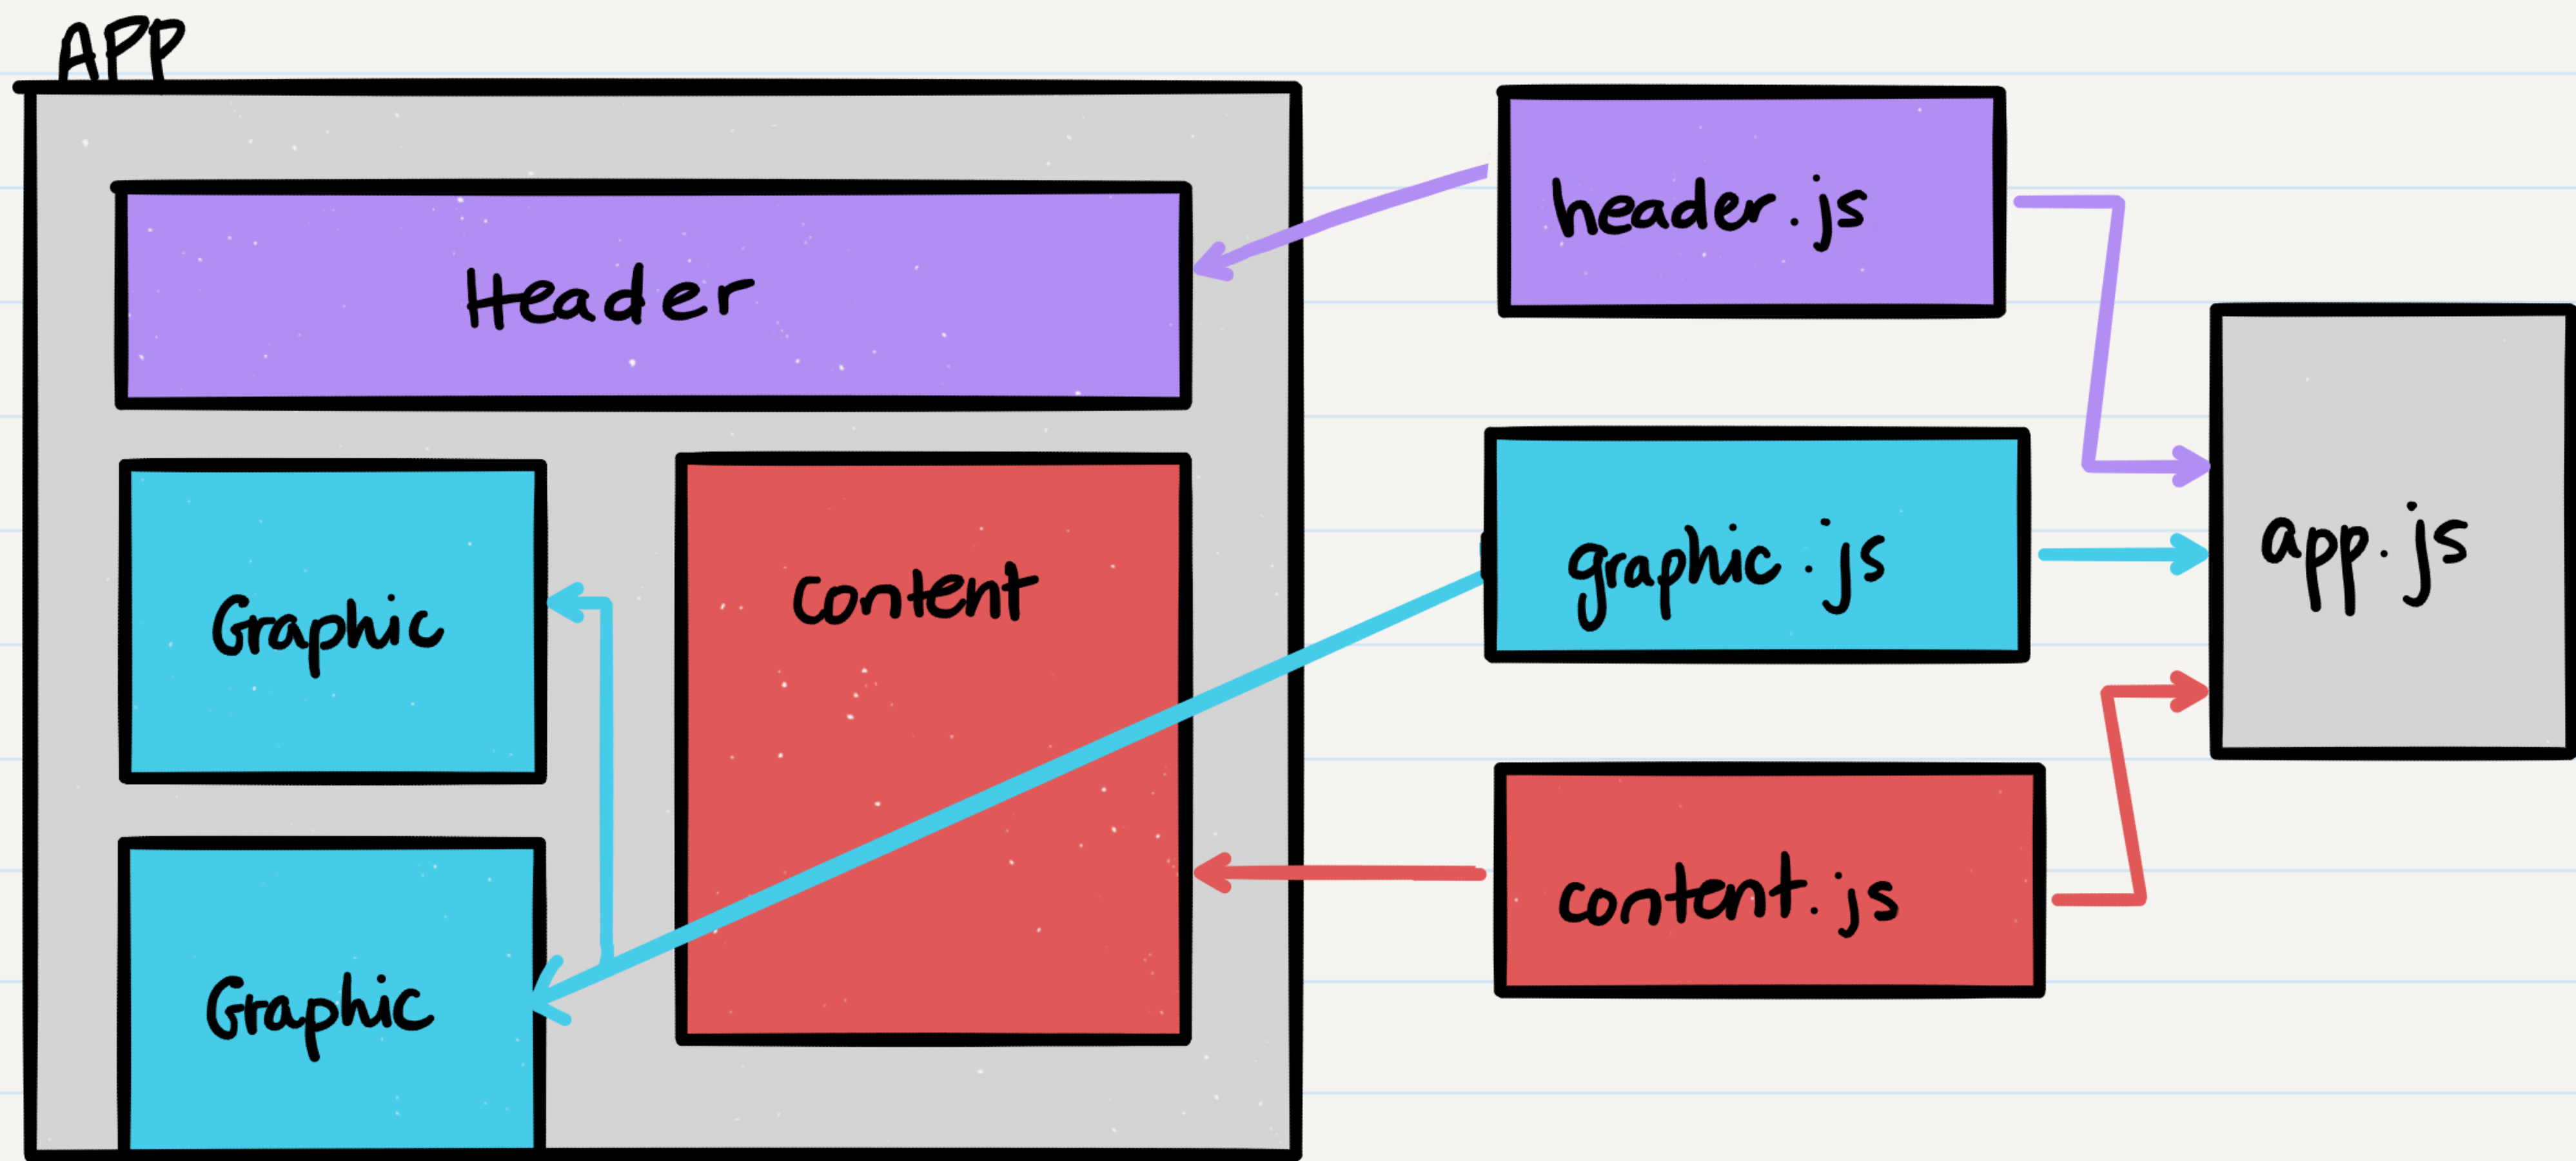 APP
Header
header.js
Graphic
content
graphic.js
app.js
Graphic
content.js